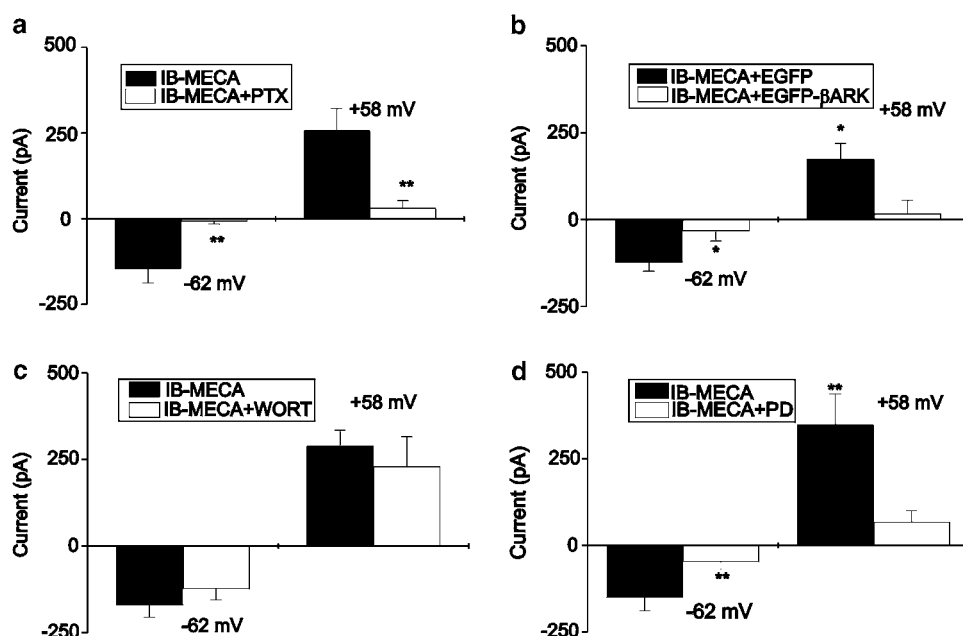 a
500
IB-MECA
IB-MECA+PTX
+58 mV
250
**
Current (pA)
0
**
-62 mV
-250
b
500
IB-MECA+EGFP
IB-MECA+EGFP-βARK
+58 mV
250
*
Current (pA)
0
*
-62 mV
-250
c
500
IB-MECA
IB-MECA+WORT
+58 mV
250
Current (pA)
0
-62 mV
-250
d
500
IB-MECA
IB-MECA+PD
**
+58 mV
250
Current (pA)
0
**
-62 mV
-250